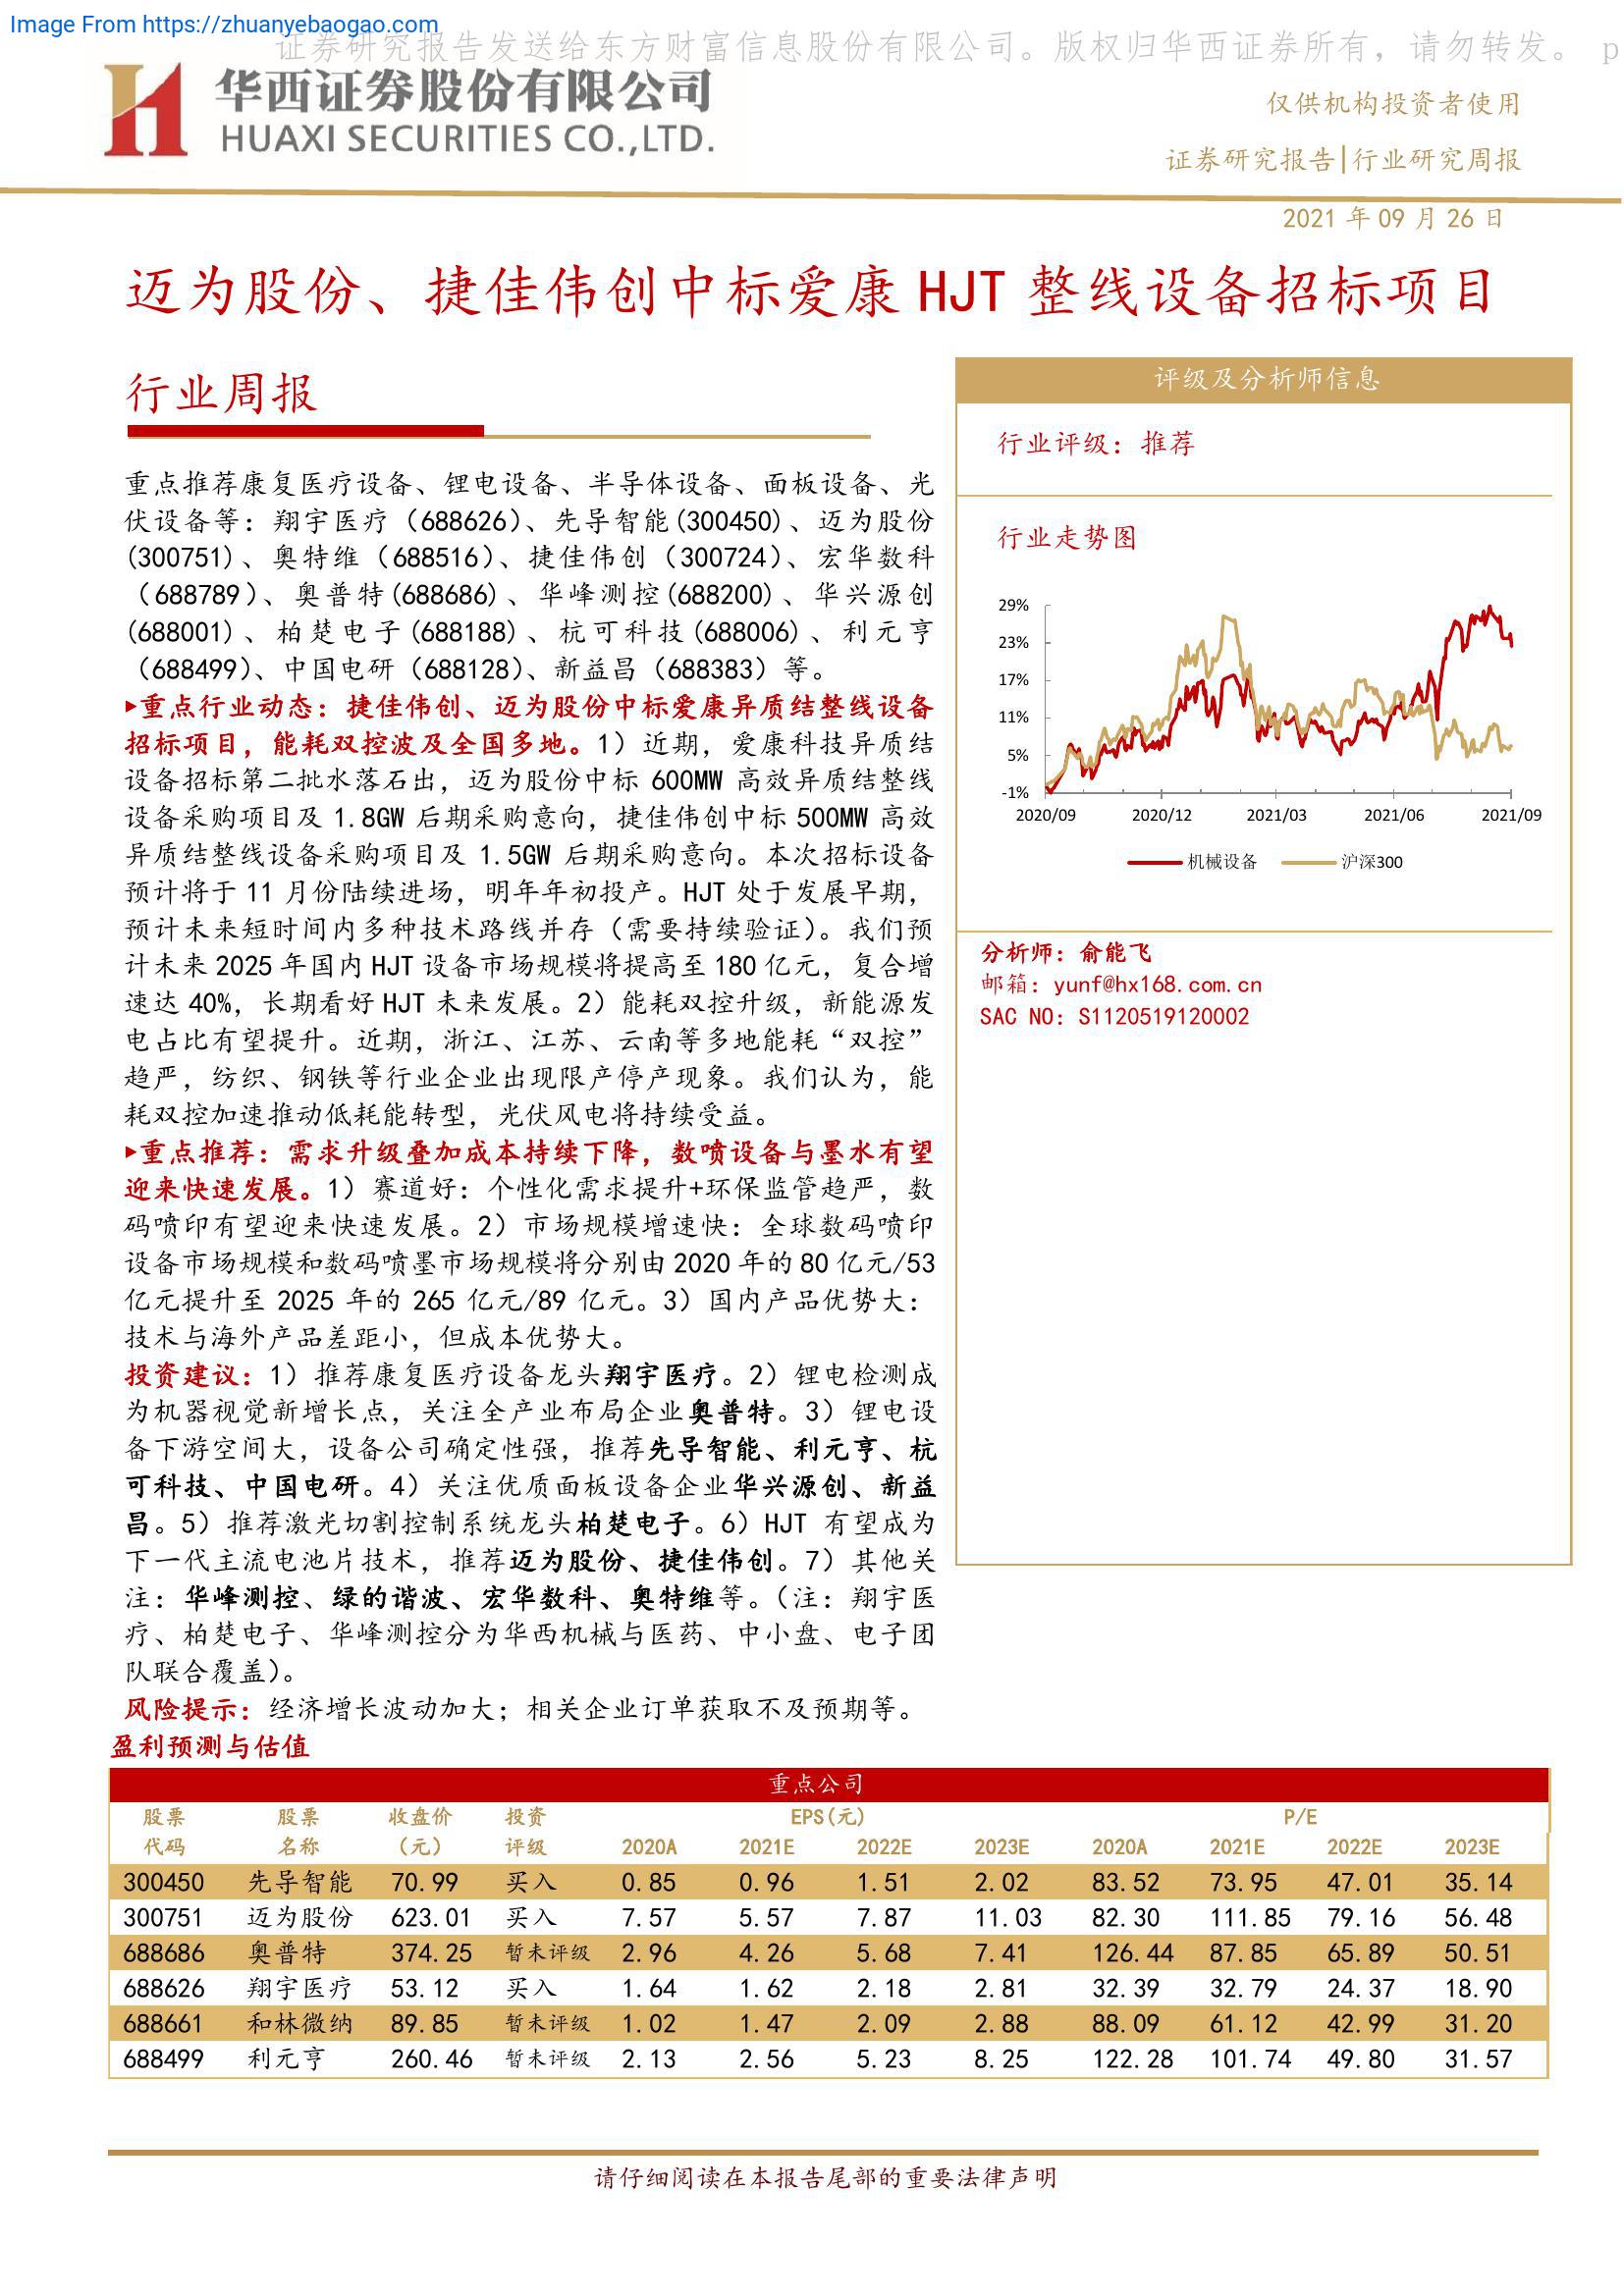 Image From https://zhuanyebaogao.com
证券研究报告发送给东方财富信息股份有限公司。版权归华西证券所有，请勿转发。 p
华西证券股份有限公司
HUAXI SECURITIES CO.,LTD.
仅供机构投资者使用
证券研究报告|行业研究周报
2021 年 09 月 26 日
迈为股份、捷佳伟创中标爱康 HJT 整线设备招标项目
行业周报
重点推荐康复医疗设备、锂电设备、半导体设备、面板设备、光
伏设备等：翔宇医疗（688626）、先导智能(300450)、迈为股份
(300751)、奥特维（688516）、捷佳伟创（300724）、宏华数科
（688789）、奥普特(688686)、华峰测控(688200)、华兴源创
(688001)、柏楚电子(688188)、杭可科技(688006)、利元亨
（688499）、中国电研（688128）、新益昌（688383）等。
▸重点行业动态：捷佳伟创、迈为股份中标爱康异质结整线设备
招标项目，能耗双控波及全国多地。1）近期，爱康科技异质结
设备招标第二批水落石出，迈为股份中标 600MW 高效异质结整线
设备采购项目及 1.8GW 后期采购意向，捷佳伟创中标 500MW 高效
异质结整线设备采购项目及 1.5GW 后期采购意向。本次招标设备
预计将于 11 月份陆续进场，明年年初投产。HJT 处于发展早期，
预计未来短时间内多种技术路线并存（需要持续验证）。我们预
计未来 2025 年国内 HJT 设备市场规模将提高至 180 亿元，复合增
速达 40%，长期看好 HJT 未来发展。2）能耗双控升级，新能源发
电占比有望提升。近期，浙江、江苏、云南等多地能耗“双控”
趋严，纺织、钢铁等行业企业出现限产停产现象。我们认为，能
耗双控加速推动低耗能转型，光伏风电将持续受益。
▸重点推荐：需求升级叠加成本持续下降，数喷设备与墨水有望
迎来快速发展。1）赛道好：个性化需求提升+环保监管趋严，数
码喷印有望迎来快速发展。2）市场规模增速快：全球数码喷印
设备市场规模和数码喷墨市场规模将分别由 2020 年的 80 亿元/53
亿元提升至 2025 年的 265 亿元/89 亿元。3）国内产品优势大：
技术与海外产品差距小，但成本优势大。
投资建议：1）推荐康复医疗设备龙头翔宇医疗。2）锂电检测成
为机器视觉新增长点，关注全产业布局企业奥普特。3）锂电设
备下游空间大，设备公司确定性强，推荐先导智能、利元亨、杭
可科技、中国电研。4）关注优质面板设备企业华兴源创、新益
昌。5）推荐激光切割控制系统龙头柏楚电子。6）HJT 有望成为
下一代主流电池片技术，推荐迈为股份、捷佳伟创。7）其他关
注：华峰测控、绿的谐波、宏华数科、奥特维等。（注：翔宇医
疗、柏楚电子、华峰测控分为华西机械与医药、中小盘、电子团
队联合覆盖）。
风险提示：经济增长波动加大；相关企业订单获取不及预期等。
评级及分析师信息
行业评级：推荐
行业走势图
29%
23%
17%
11%
5%
-1%
2020/09 2020/12 2021/03 2021/06 2021/09
机械设备 沪深300
分析师：俞能飞
邮箱：yunf@hx168.com.cn
SAC NO：S1120519120002
盈利预测与估值
重点公司
股票 股票 收盘价 投资 EPS(元) P/E
代码 名称 （元） 评级 2020A 2021E 2022E 2023E 2020A 2021E 2022E 2023E
300450 先导智能 70.99 买入 0.85 0.96 1.51 2.02 83.52 73.95 47.01 35.14
300751 迈为股份 623.01 买入 7.57 5.57 7.87 11.03 82.30 111.85 79.16 56.48
688686 奥普特 374.25 暂未评级 2.96 4.26 5.68 7.41 126.44 87.85 65.89 50.51
688626 翔宇医疗 53.12 买入 1.64 1.62 2.18 2.81 32.39 32.79 24.37 18.90
688661 和林微纳 89.85 暂未评级 1.02 1.47 2.09 2.88 88.09 61.12 42.99 31.20
688499 利元亨 260.46 暂未评级 2.13 2.56 5.23 8.25 122.28 101.74 49.80 31.57
请仔细阅读在本报告尾部的重要法律声明